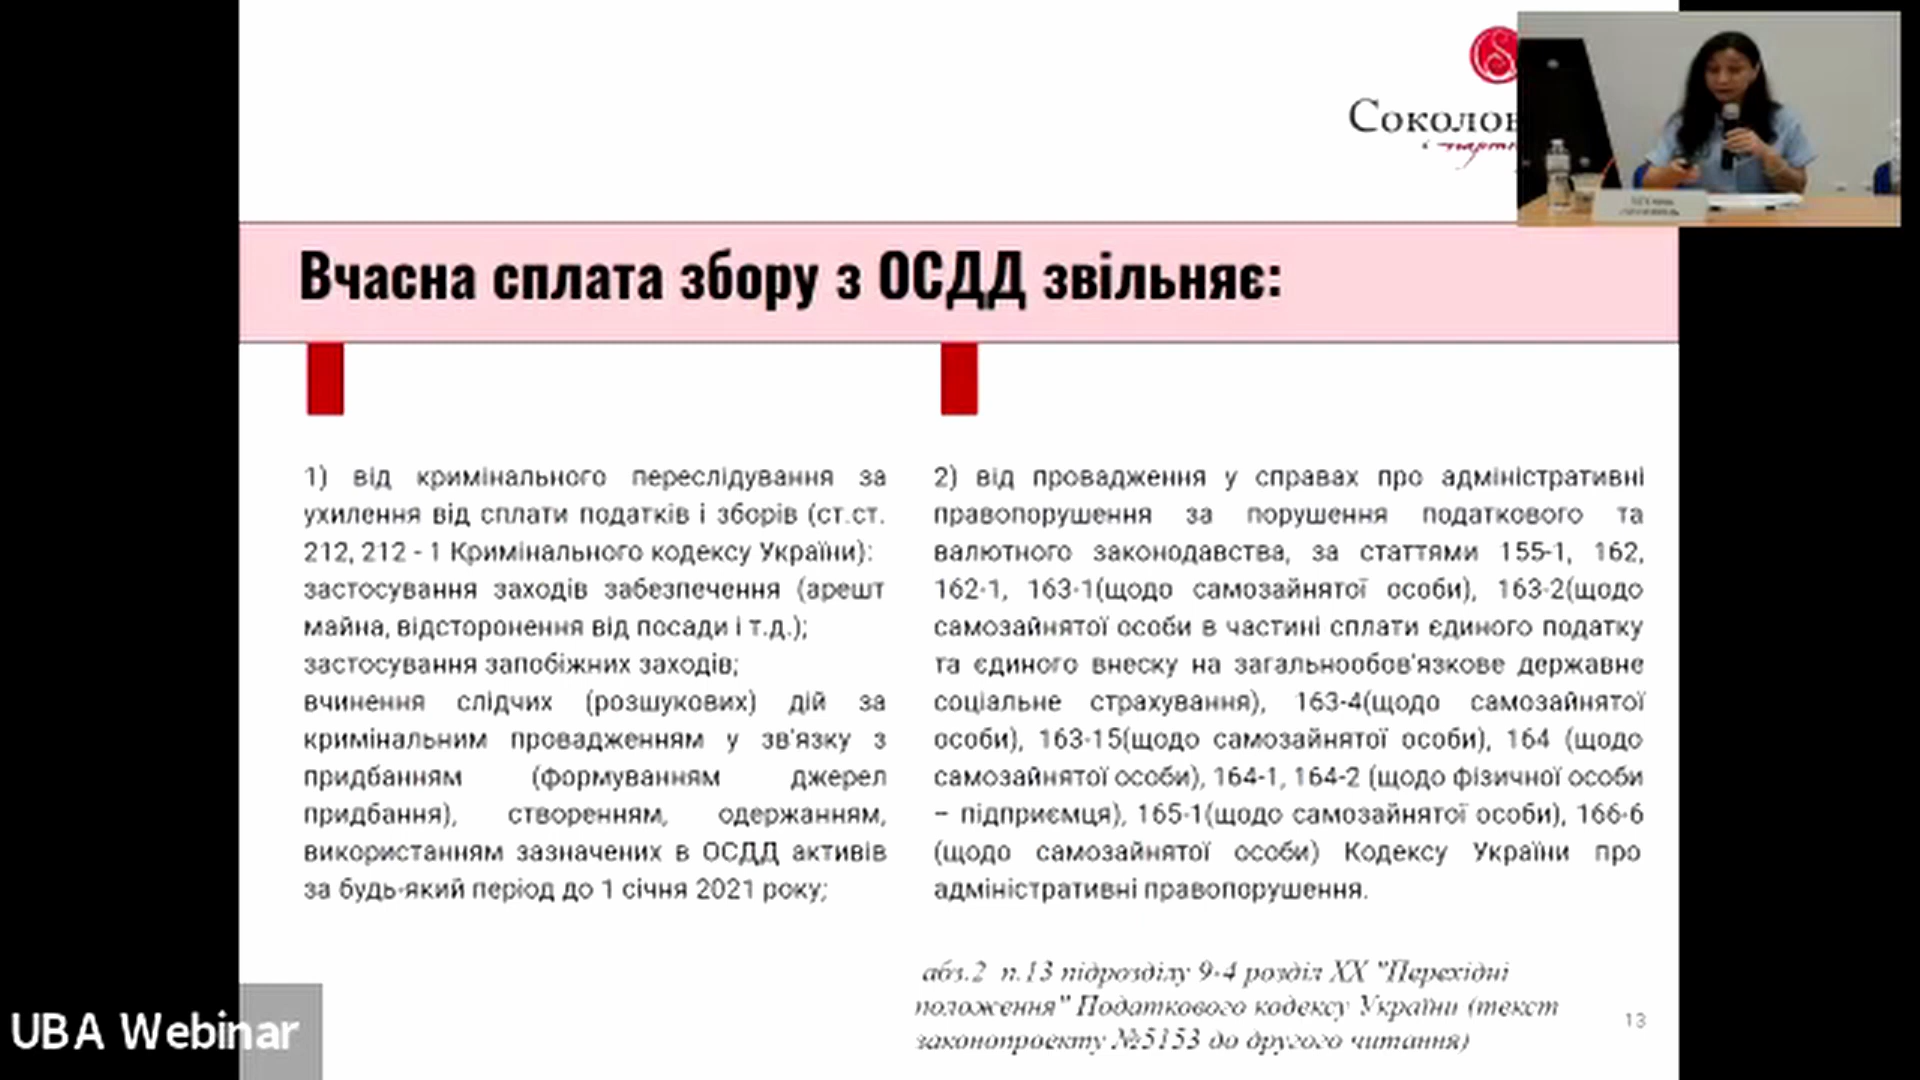 Соколов
і парт
Вчасна сплата збору з ОСДД звільняє:
1) від кримінального переслідування за
ухилення від сплати податків і зборів (ст.ст.
212, 212 - 1 Кримінального кодексу України):
застосування заходів забезпечення (арешт
майна, відсторонення від посади і т.д.);
застосування запобіжних заходів;
вчинення слідчих (розшукових) дій за
кримінальним провадженням у зв'язку з
придбанням (формуванням джерел
придбання), створенням, одержанням,
використанням зазначених в ОСДД активів
за будь-який період до 1 січня 2021 року;
2) від провадження у справах про адміністративні
правопорушення за порушення податкового та
валютного законодавства, за статтями 155-1, 162,
162-1, 163-1(щодо самозайнятої особи), 163-2(щодо
самозайнятої особи в частині сплати єдиного податку
та єдиного внеску на загальнообов'язкове державне
соціальне страхування), 163-4(щодо самозайнятої
особи), 163-15(щодо самозайнятої особи), 164 (щодо
самозайнятої особи), 164-1, 164-2 (щодо фізичної особи
– підприємця), 165-1(щодо самозайнятої особи), 166-6
(щодо самозайнятої особи) Кодексу України про
адміністративні правопорушення.
абз.2 п.13 підрозділу 9-4 розділ ХХ "Перехідні
положення" Податкового кодексу України (текст
законопроекту №5153 до другого читання)
13
UBA Webinar